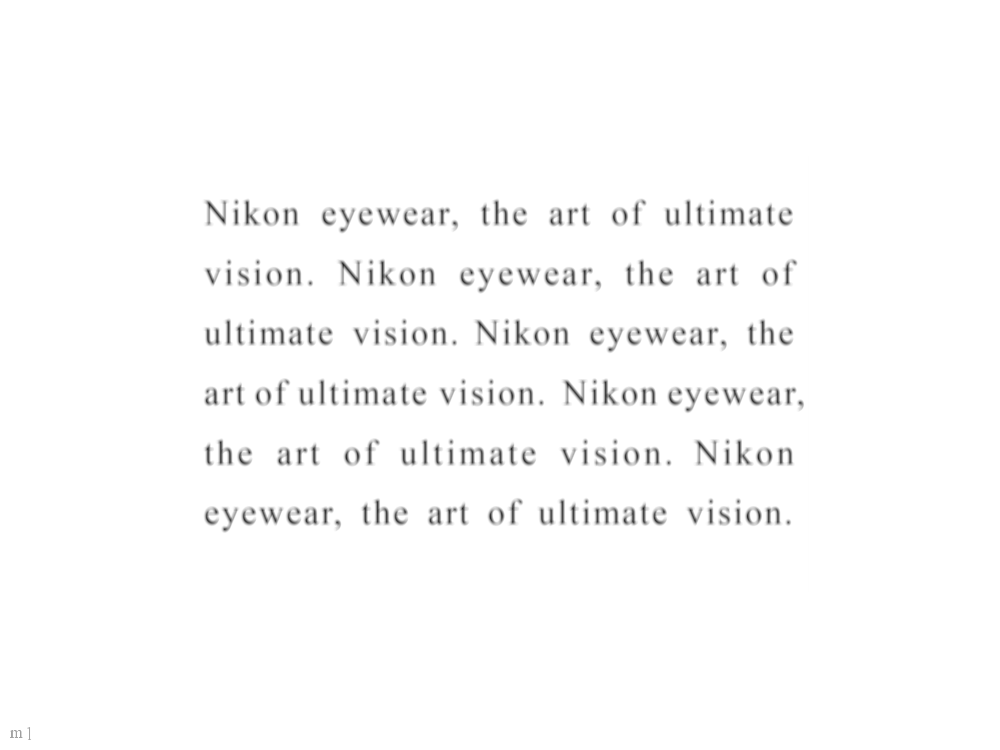 Nikon eyewear, the art of ultimate
vision. Nikon eyewear, the art of
ultimate vision. Nikon eyewear, the
art of ultimate vision. Nikon eyewear,
the art of ultimate vision. Nikon
eyewear, the art of ultimate vision.
m l